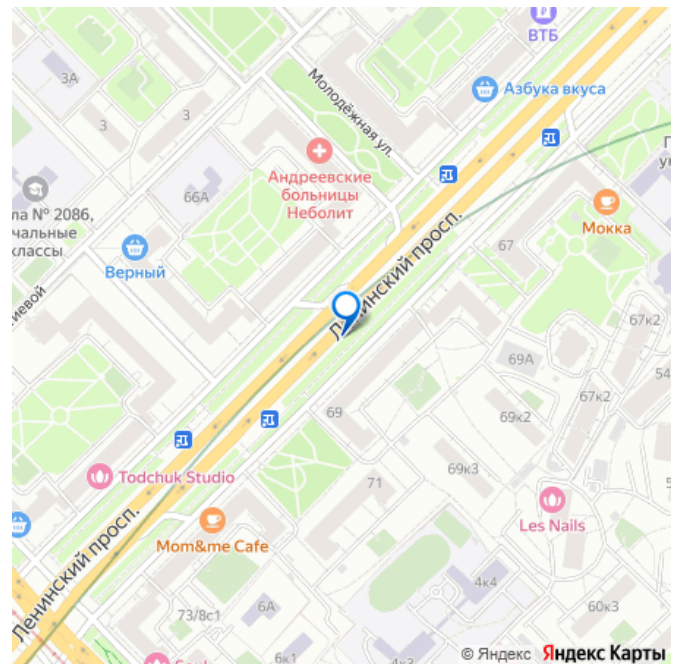 ВТБ
Азбука вкуса
3А
3
3
Молодёжная ул.
Андреевские
больницы
Неболит
66А
ла № 2086,
чальные
классы
Верный
иевой
Мокка
67
Ленинский просп.
67к2
69А
54
67к2
69
69к2
69к3
71
Todchuk Studio
Les Nails
Mom&me Cafe
Ленинский просп.
4к4
60к3
73/8с1
6А
6к1
4к3
© Яндекс Яндекс Карты